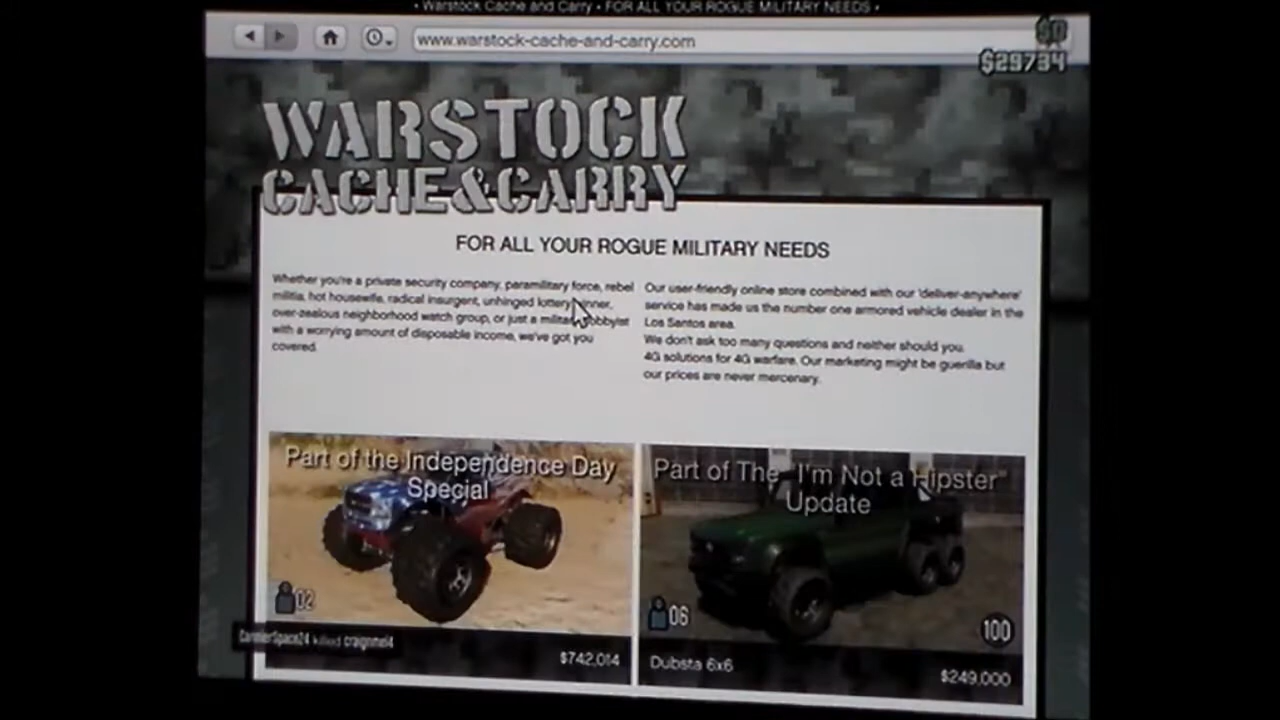 • Warstock Cache and Carry • FOR ALL YOUR ROGUE MILITARY NEEDS •
www.warstock-cache-and-carry.com
$0
$29734
WARSTOCK
CACHE&CARRY
FOR ALL YOUR ROGUE MILITARY NEEDS
Whether you're a private security company, paramilitary force, rebel
militia, hot housewife, radical insurgent, unhinged lottery winner,
over-zealous neighborhood watch group, or just a military lobbyist
with a worrying amount of disposable income, we've got you
covered.
Our user-friendly online store combined with our 'deliver-anywhere'
service has made us the number one armored vehicle dealer in the
Los Santos area.
We don't ask too many questions and neither should you.
4G solutions for 4G warfare. Our marketing might be guerilla but
our prices are never mercenary.
Part of the Independence Day
Special
02
$742,014
Part of The "I'm Not a Hipster"
Update
06
100
Dubsta 6x6
$249,000
killed craignmel4